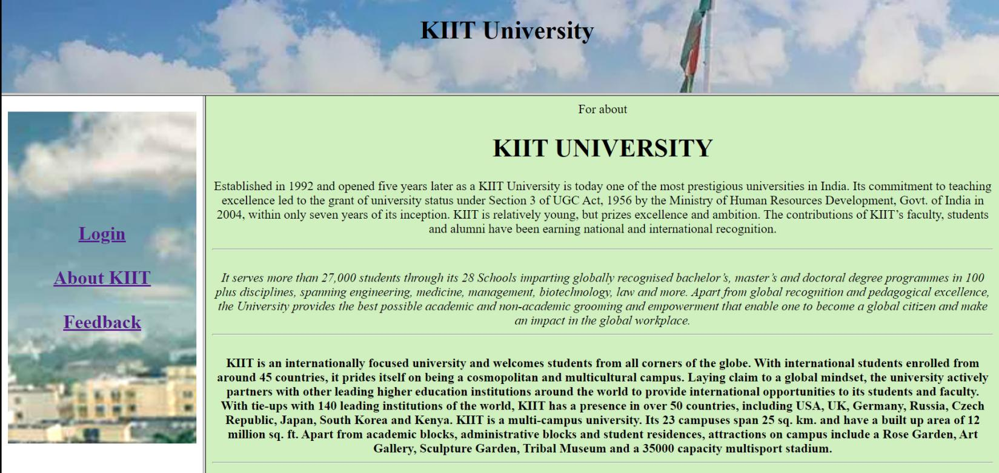 KIIT University
Login
About KIIT
Feedback
For about
KIIT UNIVERSITY
Established in 1992 and opened five years later as a KIIT University is today one of the most prestigious universities in India. Its commitment to teaching
excellence led to the grant of university status under Section 3 of UGC Act, 1956 by the Ministry of Human Resources Development, Govt. of India in
2004, within only seven years of its inception. KIIT is relatively young, but prizes excellence and ambition. The contributions of KIIT’s faculty, students
and alumni have been earning national and international recognition.
It serves more than 27,000 students through its 28 Schools imparting globally recognised bachelor’s, master’s and doctoral degree programmes in 100
plus disciplines, spanning engineering, medicine, management, biotechnology, law and more. Apart from global recognition and pedagogical excellence,
the University provides the best possible academic and non-academic grooming and empowerment that enable one to become a global citizen and make
an impact in the global workplace.
KIIT is an internationally focused university and welcomes students from all corners of the globe. With international students enrolled from
around 45 countries, it prides itself on being a cosmopolitan and multicultural campus. Laying claim to a global mindset, the university actively
partners with other leading higher education institutions around the world to provide international opportunities to its students and faculty.
With tie-ups with 140 leading institutions of the world, KIIT has a presence in over 50 countries, including USA, UK, Germany, Russia, Czech
Republic, Japan, South Korea and Kenya. KIIT is a multi-campus university. Its 23 campuses span 25 sq. km. and have a built up area of 12
million sq. ft. Apart from academic blocks, administrative blocks and student residences, attractions on campus include a Rose Garden, Art
Gallery, Sculpture Garden, Tribal Museum and a 35000 capacity multisport stadium.